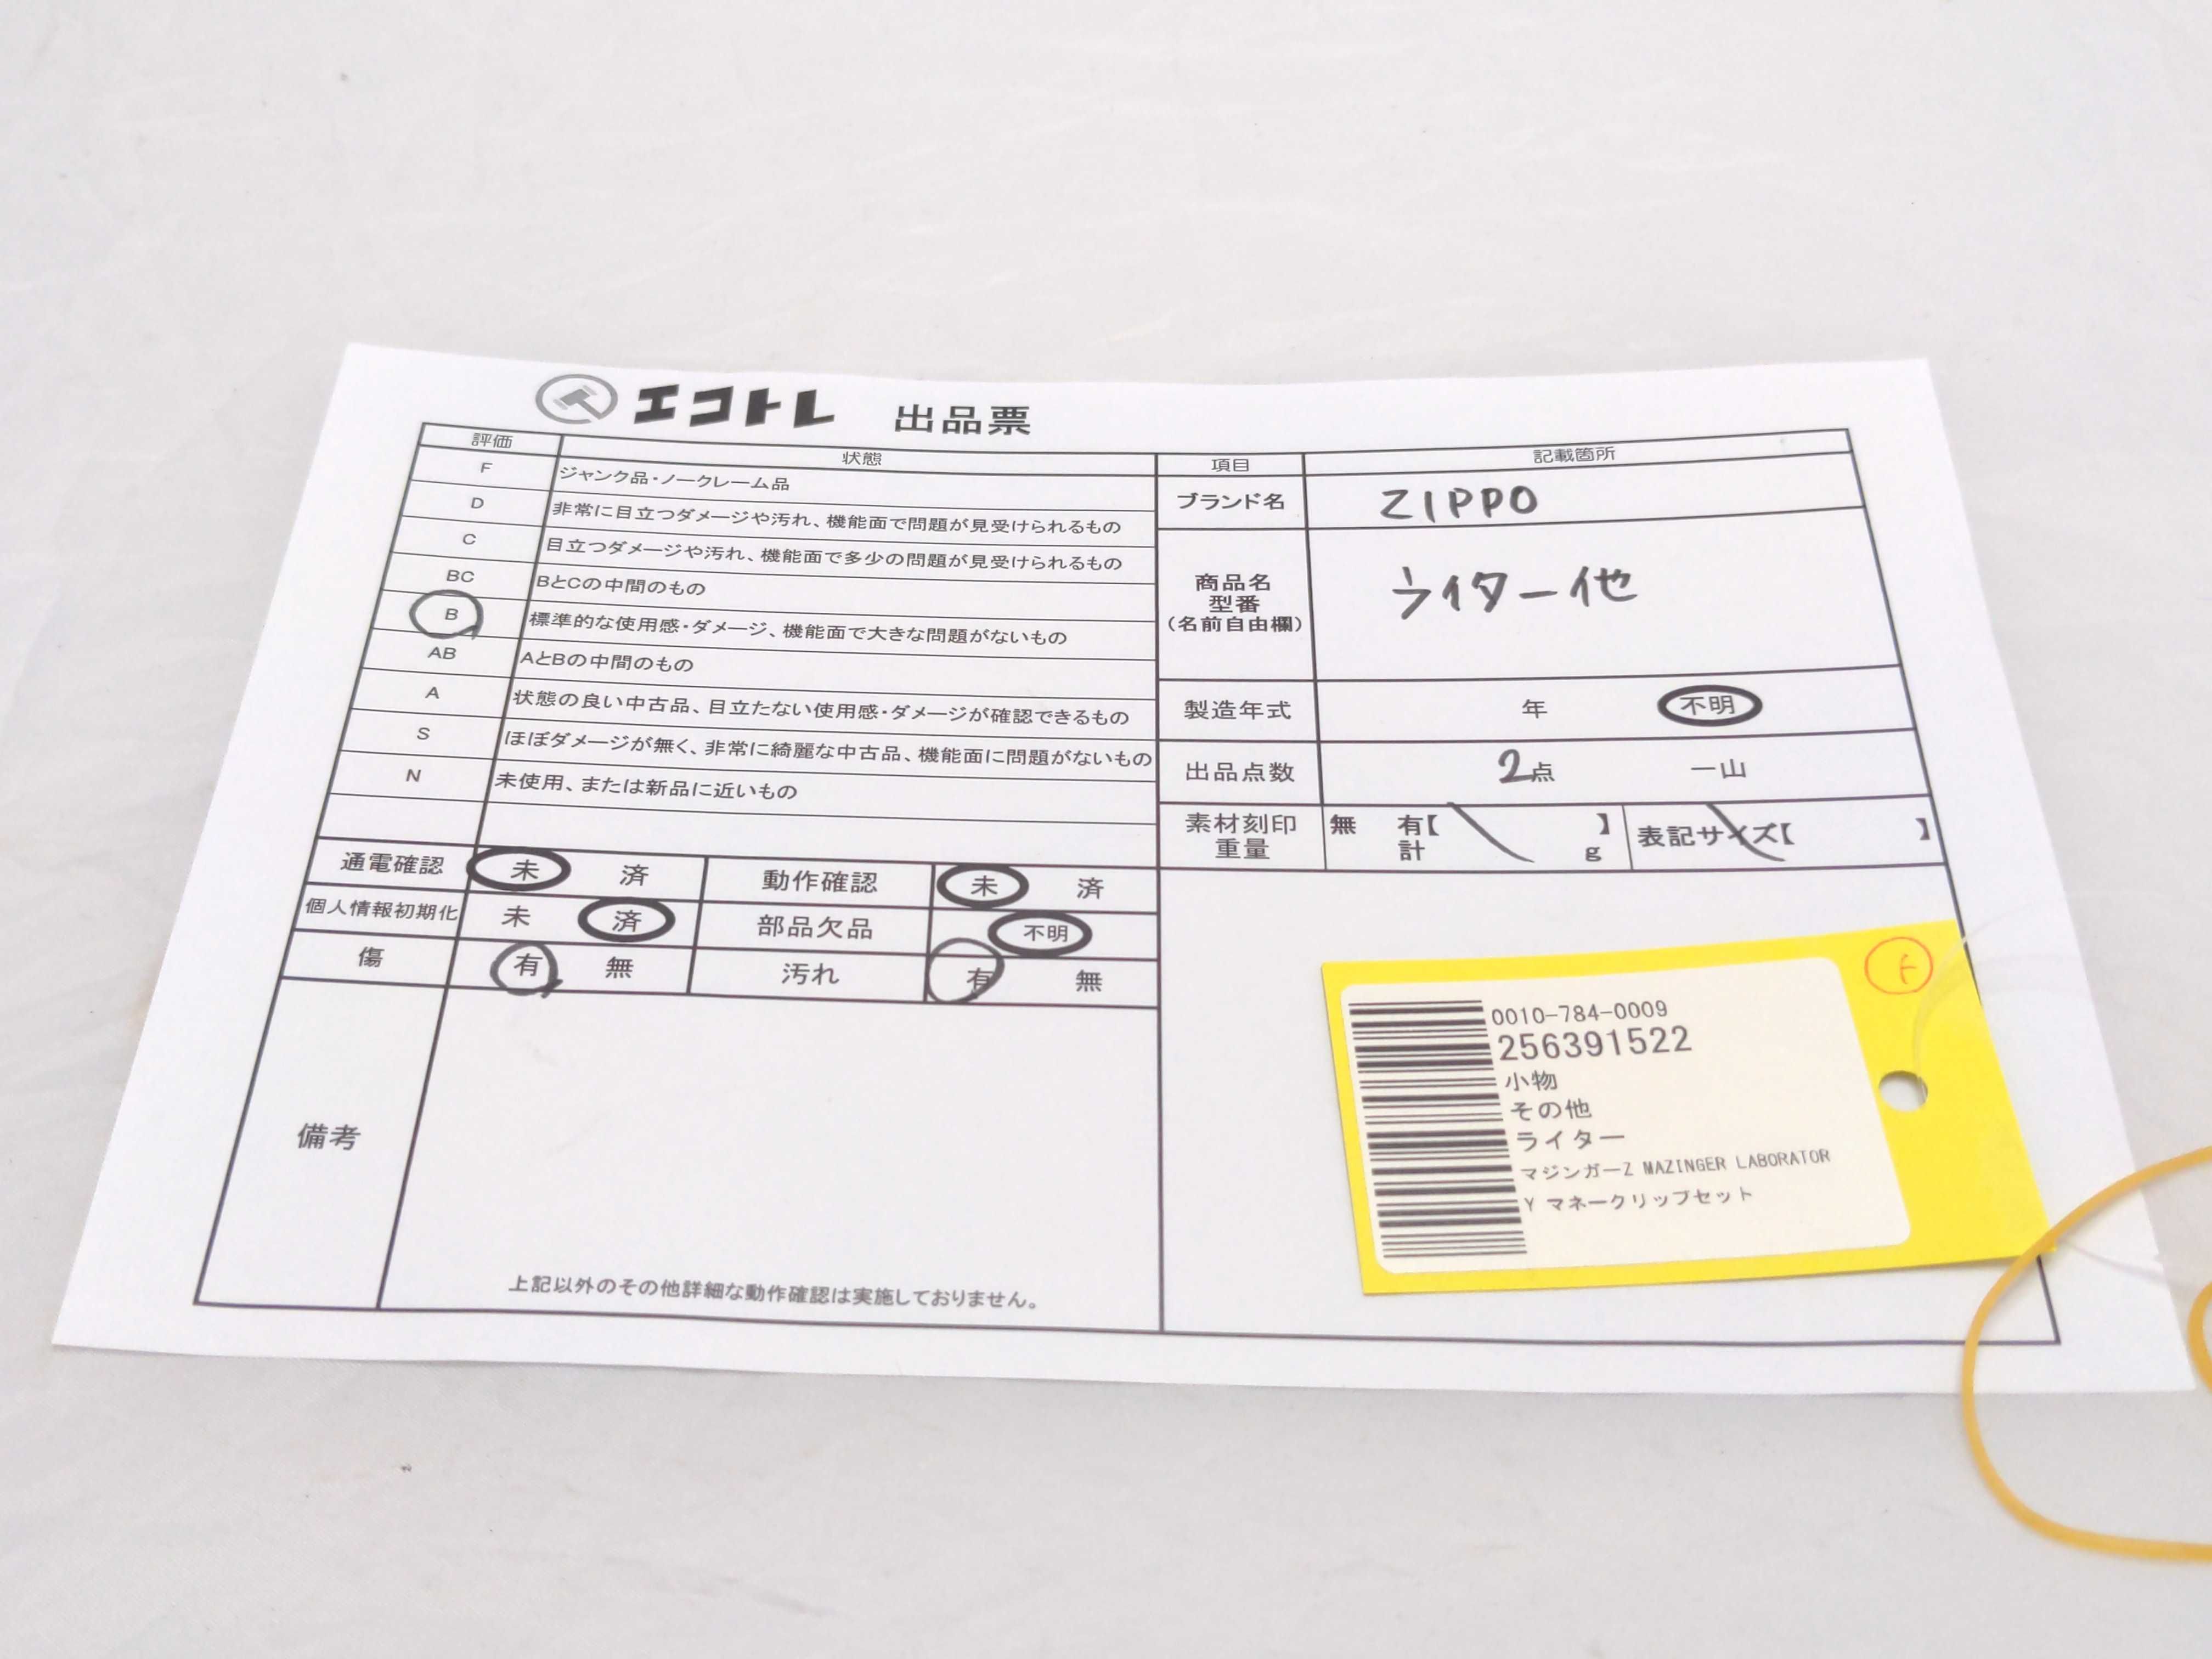 エコトレ 出品票
評価 状態
F ジャンク品・ノークレーム品
D 非常に目立つダメージや汚れ、機能面で問題が見受けられるもの
C 目立つダメージや汚れ、機能面で多少の問題が見受けられるもの
BC BとCの中間のもの
B 標準的な使用感・ダメージ、機能面で大きな問題がないもの
AB AとBの中間のもの
A 状態の良い中古品、目立たない使用感・ダメージが確認できるもの
S ほぼダメージが無く、非常に綺麗な中古品、機能面に問題がないもの
N 未使用、または新品に近いもの
通電確認 未 済 動作確認 未 済
個人情報初期化 未 済 部品欠品 不明
傷 有 無 汚れ 有 無
備考
上記以外のその他詳細な動作確認は実施しておりません。
項目 記載箇所
ブランド名 ZIPPO
商品名
型番
(名前自由欄)
ライター他
製造年式 年 不明
出品点数 2点 一山
素材刻印 無 有【 】
重量 計 g
表記サイズ【 】
0010-784-0009
256391522
小物
その他
ライター
マジンガーZ MAZINGER LABORATOR
Y マネークリップセット